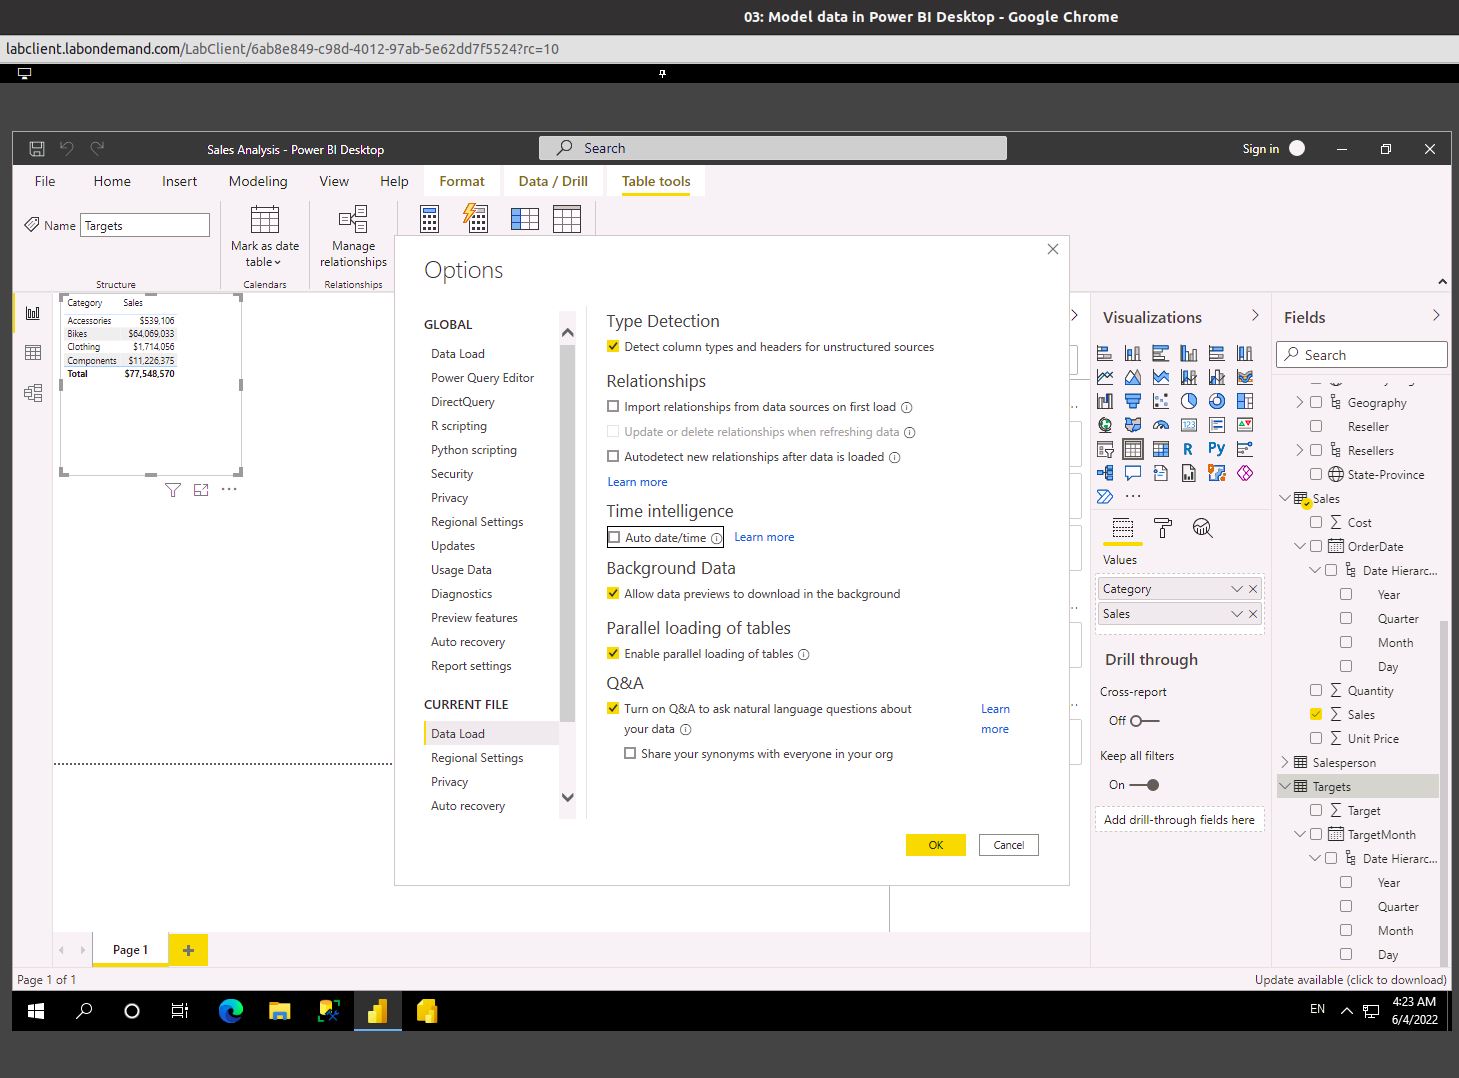 03: Model data in Power BI Desktop - Google Chrome
labclient.labondemand.com/LabClient/6ab8e849-c98d-4012-97ab-5e62dd7f5524?rc=10
Sales Analysis - Power BI Desktop
Search
Sign in
File Home Insert Modeling View Help Format Data / Drill Table tools
Name Targets
Mark as date
table
Manage
relationships
Structure
Calendars
Relationships
Category Sales
Accessories $539,106
Bikes $64,069,033
Clothing $1,714,056
Components $11,226,375
Total $77,548,570
Options
GLOBAL
Data Load
Power Query Editor
DirectQuery
R scripting
Python scripting
Security
Privacy
Regional Settings
Updates
Usage Data
Diagnostics
Preview features
Auto recovery
Report settings
CURRENT FILE
Data Load
Regional Settings
Privacy
Auto recovery
Type Detection
Detect column types and headers for unstructured sources
Relationships
Import relationships from data sources on first load
Update or delete relationships when refreshing data
Autodetect new relationships after data is loaded
Learn more
Time intelligence
Auto date/time Learn more
Background Data
Allow data previews to download in the background
Parallel loading of tables
Enable parallel loading of tables
Q&A
Turn on Q&A to ask natural language questions about
your data
Learn
more
Share your synonyms with everyone in your org
OK
Cancel
Visualizations
123
R
Py
Values
Category
Sales
Drill through
Cross-report
Off
Keep all filters
On
Add drill-through fields here
Fields
Search
Geography
Reseller
Resellers
State-Province
Sales
Cost
OrderDate
Date Hierarc...
Year
Quarter
Month
Day
Quantity
Sales
Unit Price
Salesperson
Targets
Target
TargetMonth
Date Hierarc...
Year
Quarter
Month
Day
Page 1
Page 1 of 1
Update available (click to download)
EN
4:23 AM
6/4/2022